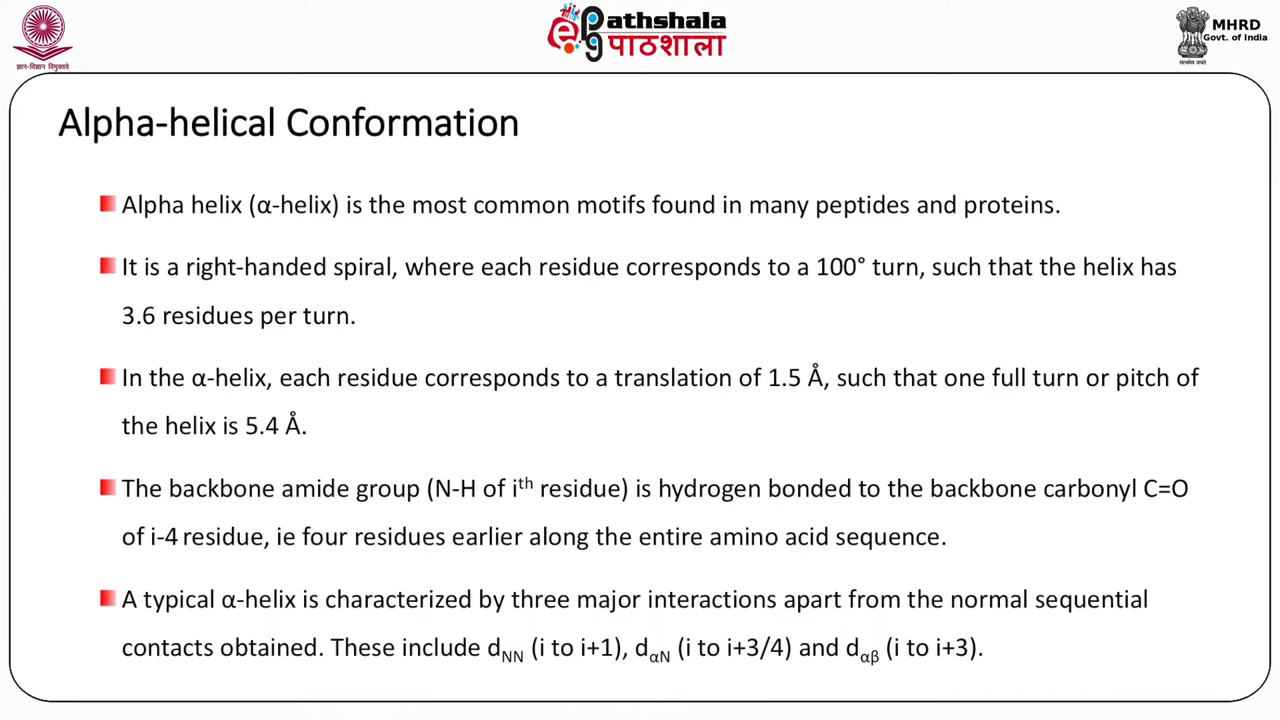 ज्ञान-विज्ञान विमुक्तये
ePG Pathshala
पाठशाला
MHRD
Govt. of India
सत्यमेव जयते
Alpha-helical Conformation
Alpha helix (α-helix) is the most common motifs found in many peptides and proteins.
It is a right-handed spiral, where each residue corresponds to a 100° turn, such that the helix has
3.6 residues per turn.
In the α-helix, each residue corresponds to a translation of 1.5 Å, such that one full turn or pitch of
the helix is 5.4 Å.
The backbone amide group (N-H of iᵗʰ residue) is hydrogen bonded to the backbone carbonyl C=O
of i-4 residue, ie four residues earlier along the entire amino acid sequence.
A typical α-helix is characterized by three major interactions apart from the normal sequential
contacts obtained. These include dNN (i to i+1), dαN (i to i+3/4) and dαβ (i to i+3).